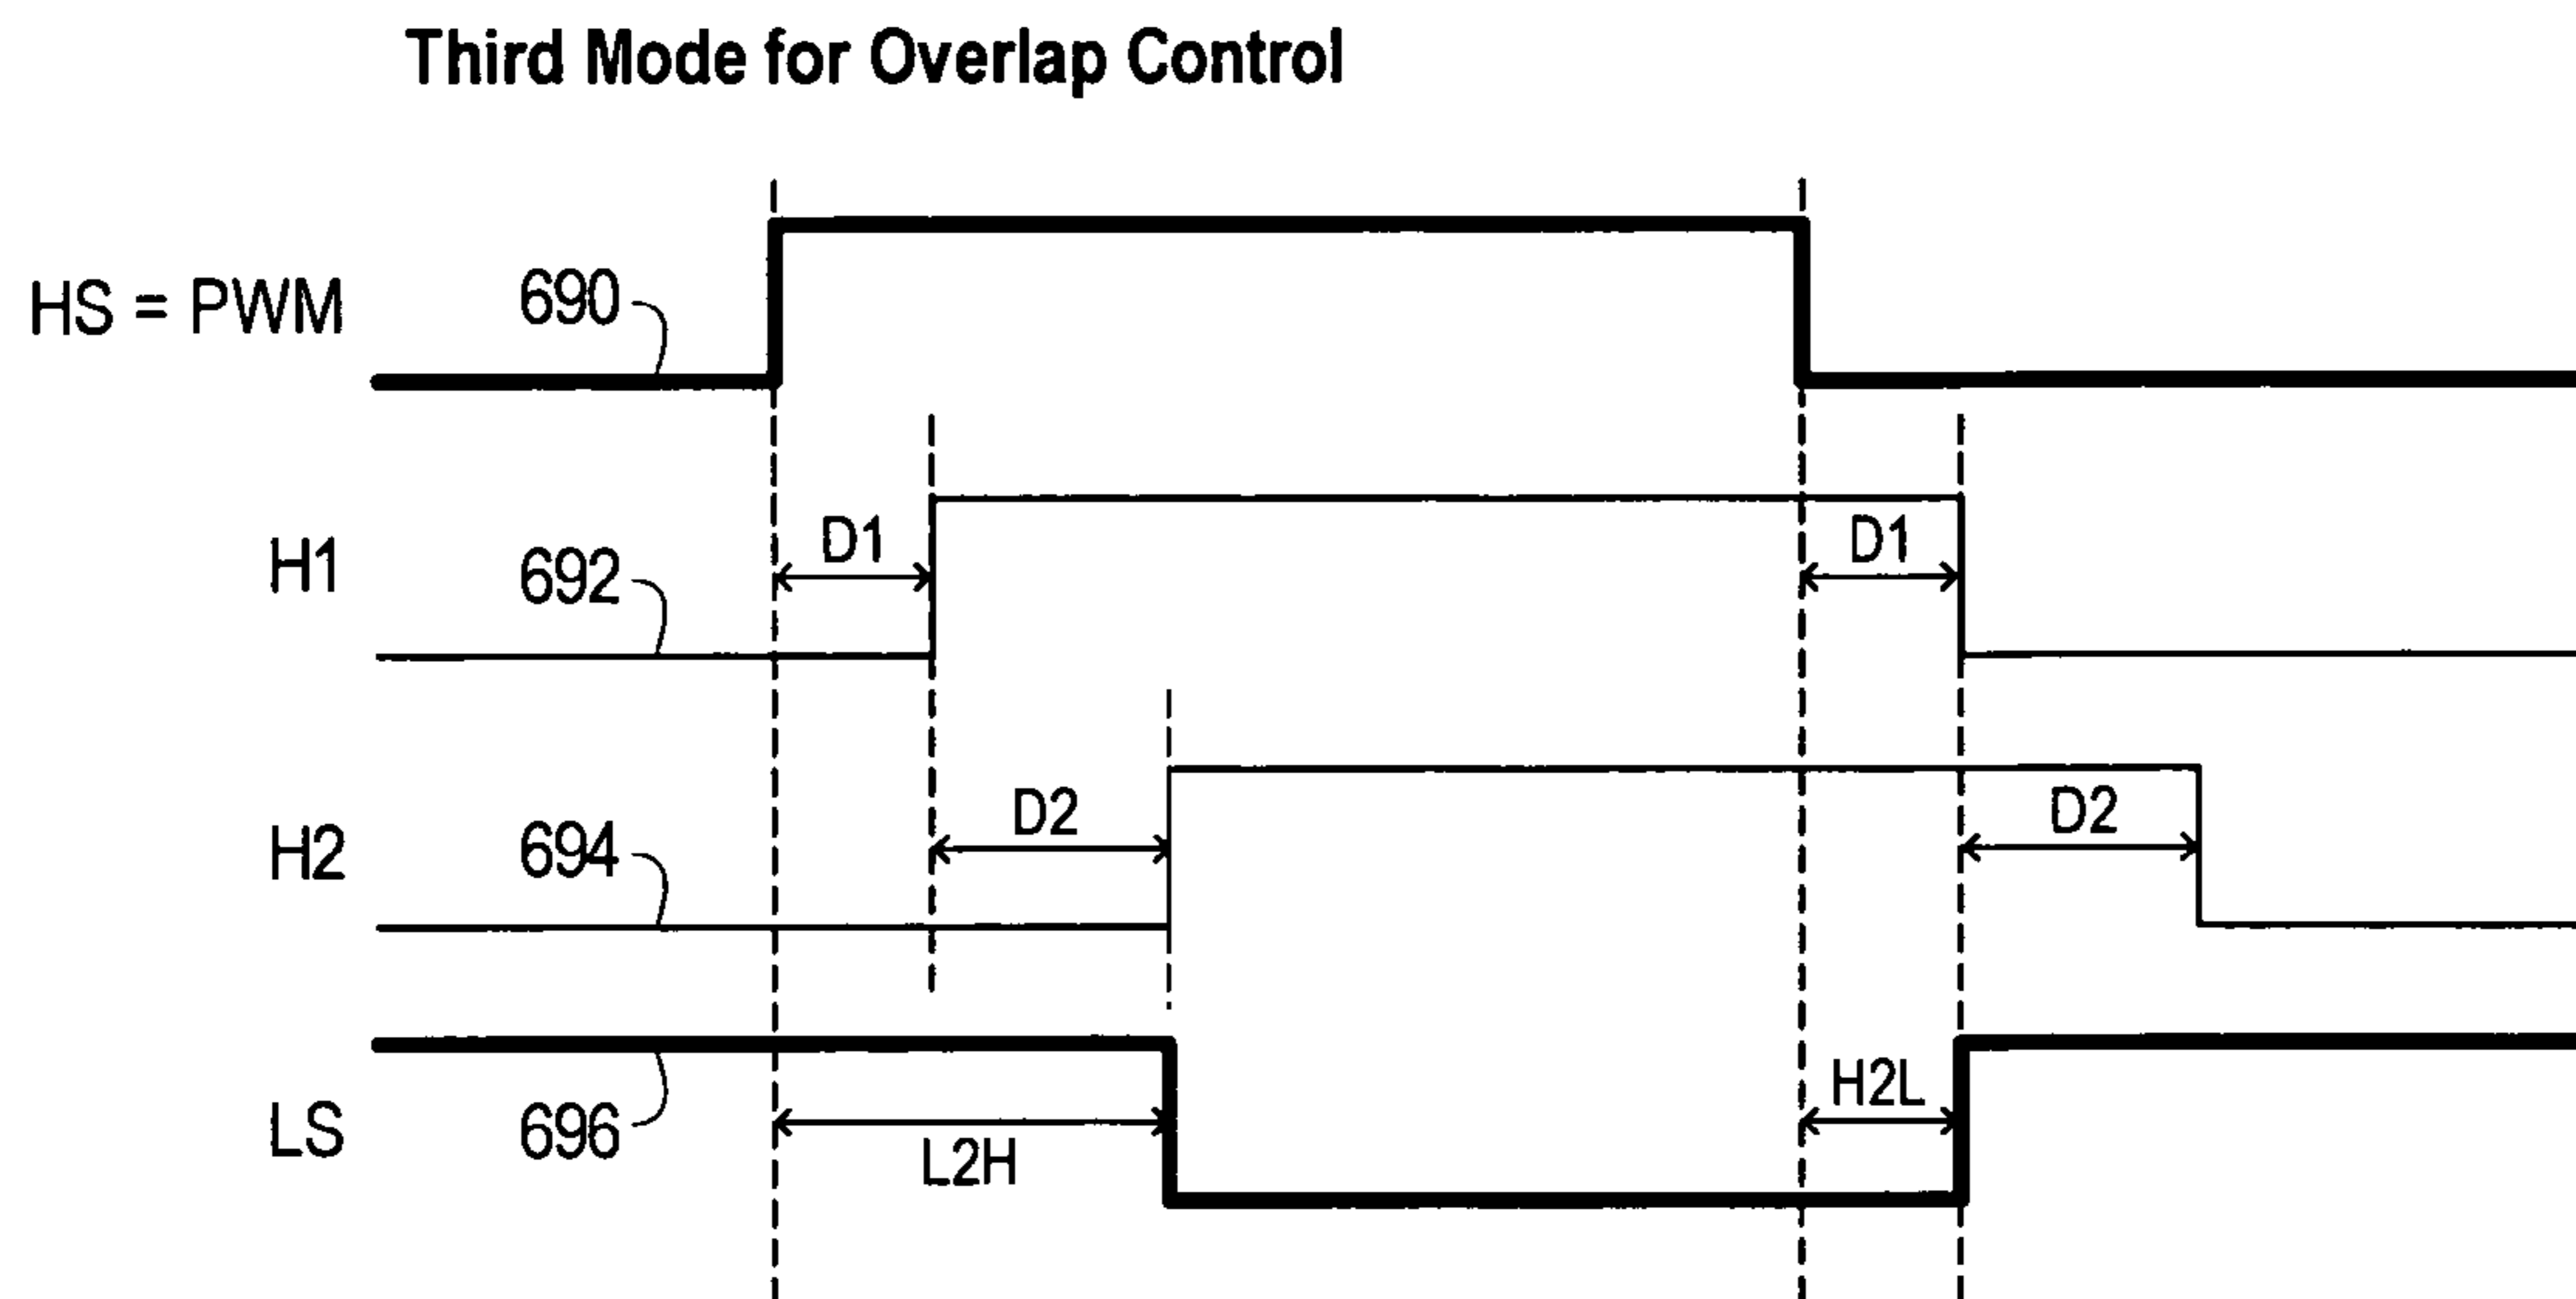 Third Mode for Overlap Control
HS = PWM
690
H1
692
D1
D1
H2
694
D2
D2
LS
696
L2H
H2L